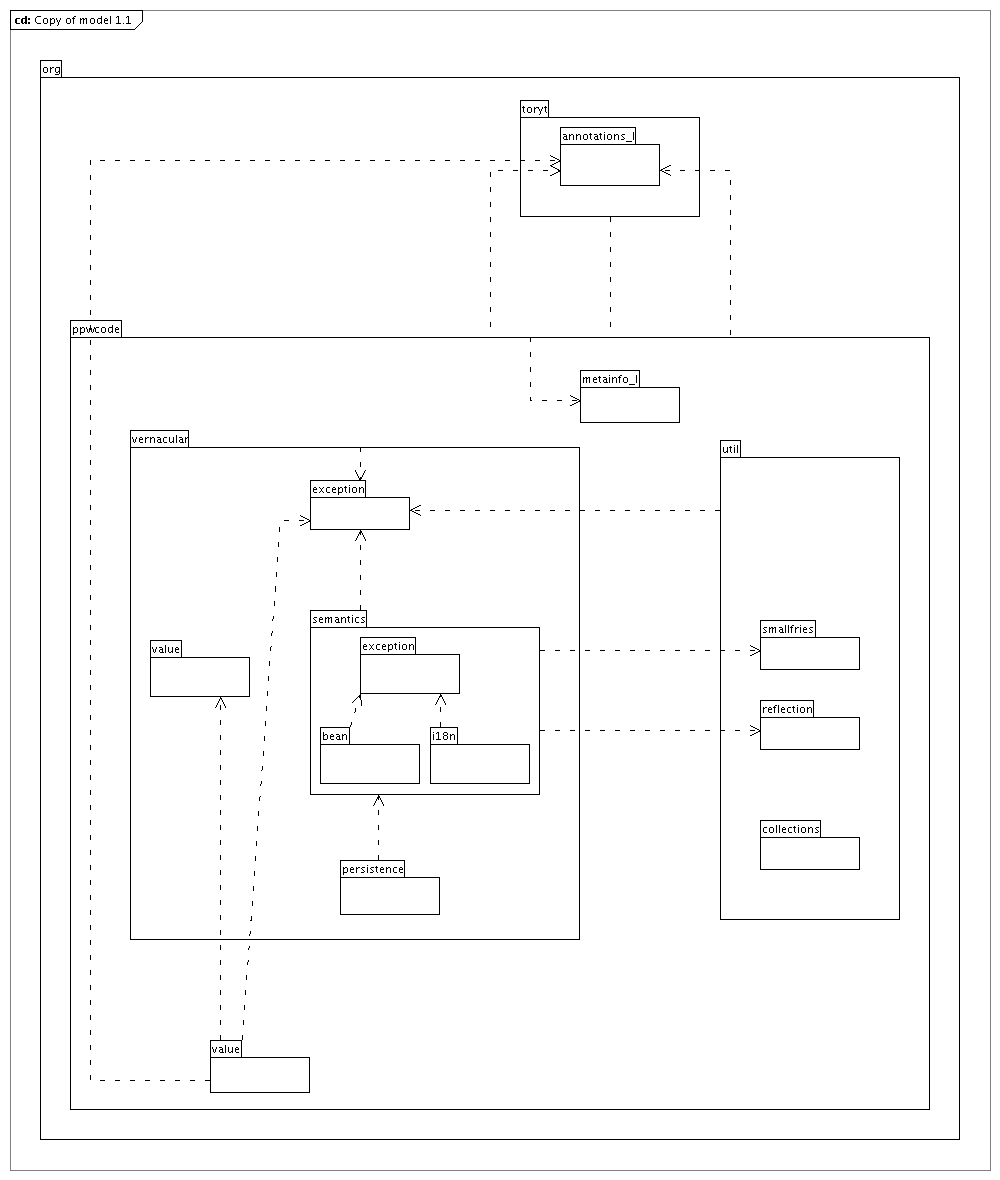 cd: Copy of model 1.1
org
toryt
annotations_I
ppwcode
metainfo_I
vernacular
util
exception
semantics
smallfries
exception
value
reflection
bean
i18n
collections
persistence
value